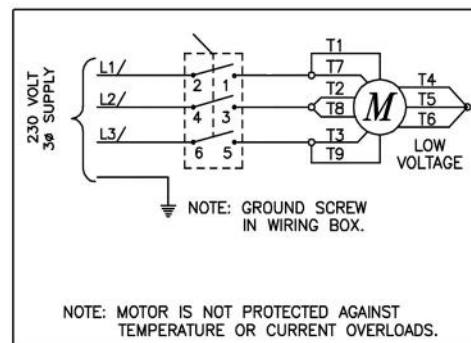 230 VOLT
3ø SUPPLY
L1/
L2/
L3/
2 1
4 3
6 5
T1
T7
T2
T8
T3
T9
M
T4
T5
T6
LOW
VOLTAGE
NOTE: GROUND SCREW
IN WIRING BOX.
NOTE: MOTOR IS NOT PROTECTED AGAINST
TEMPERATURE OR CURRENT OVERLOADS.